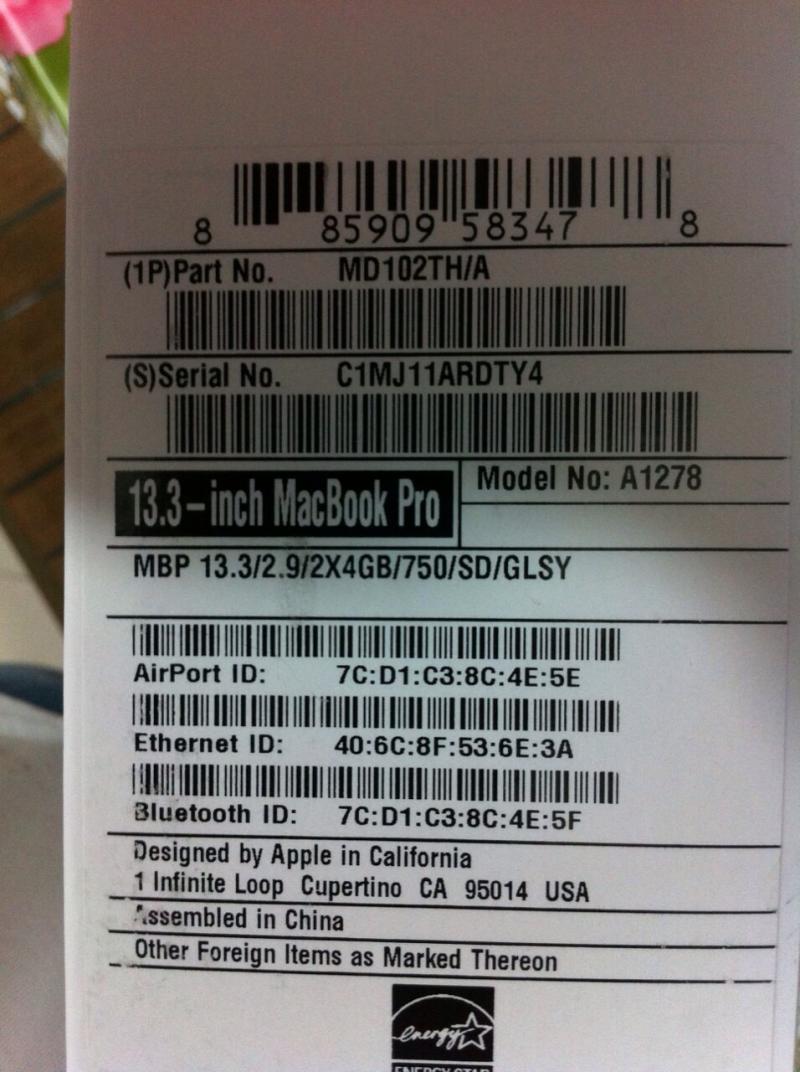 8 85909 58347 8
(1P)Part No. MD102TH/A
(S)Serial No. C1MJ11ARDTY4
13.3-inch MacBook Pro
Model No: A1278
MBP 13.3/2.9/2X4GB/750/SD/GLSY
AirPort ID: 7C:D1:C3:8C:4E:5E
Ethernet ID: 40:6C:8F:53:6E:3A
Bluetooth ID: 7C:D1:C3:8C:4E:5F
Designed by Apple in California
1 Infinite Loop Cupertino CA 95014 USA
Assembled in China
Other Foreign Items as Marked Thereon
energy
ENERGY STAR